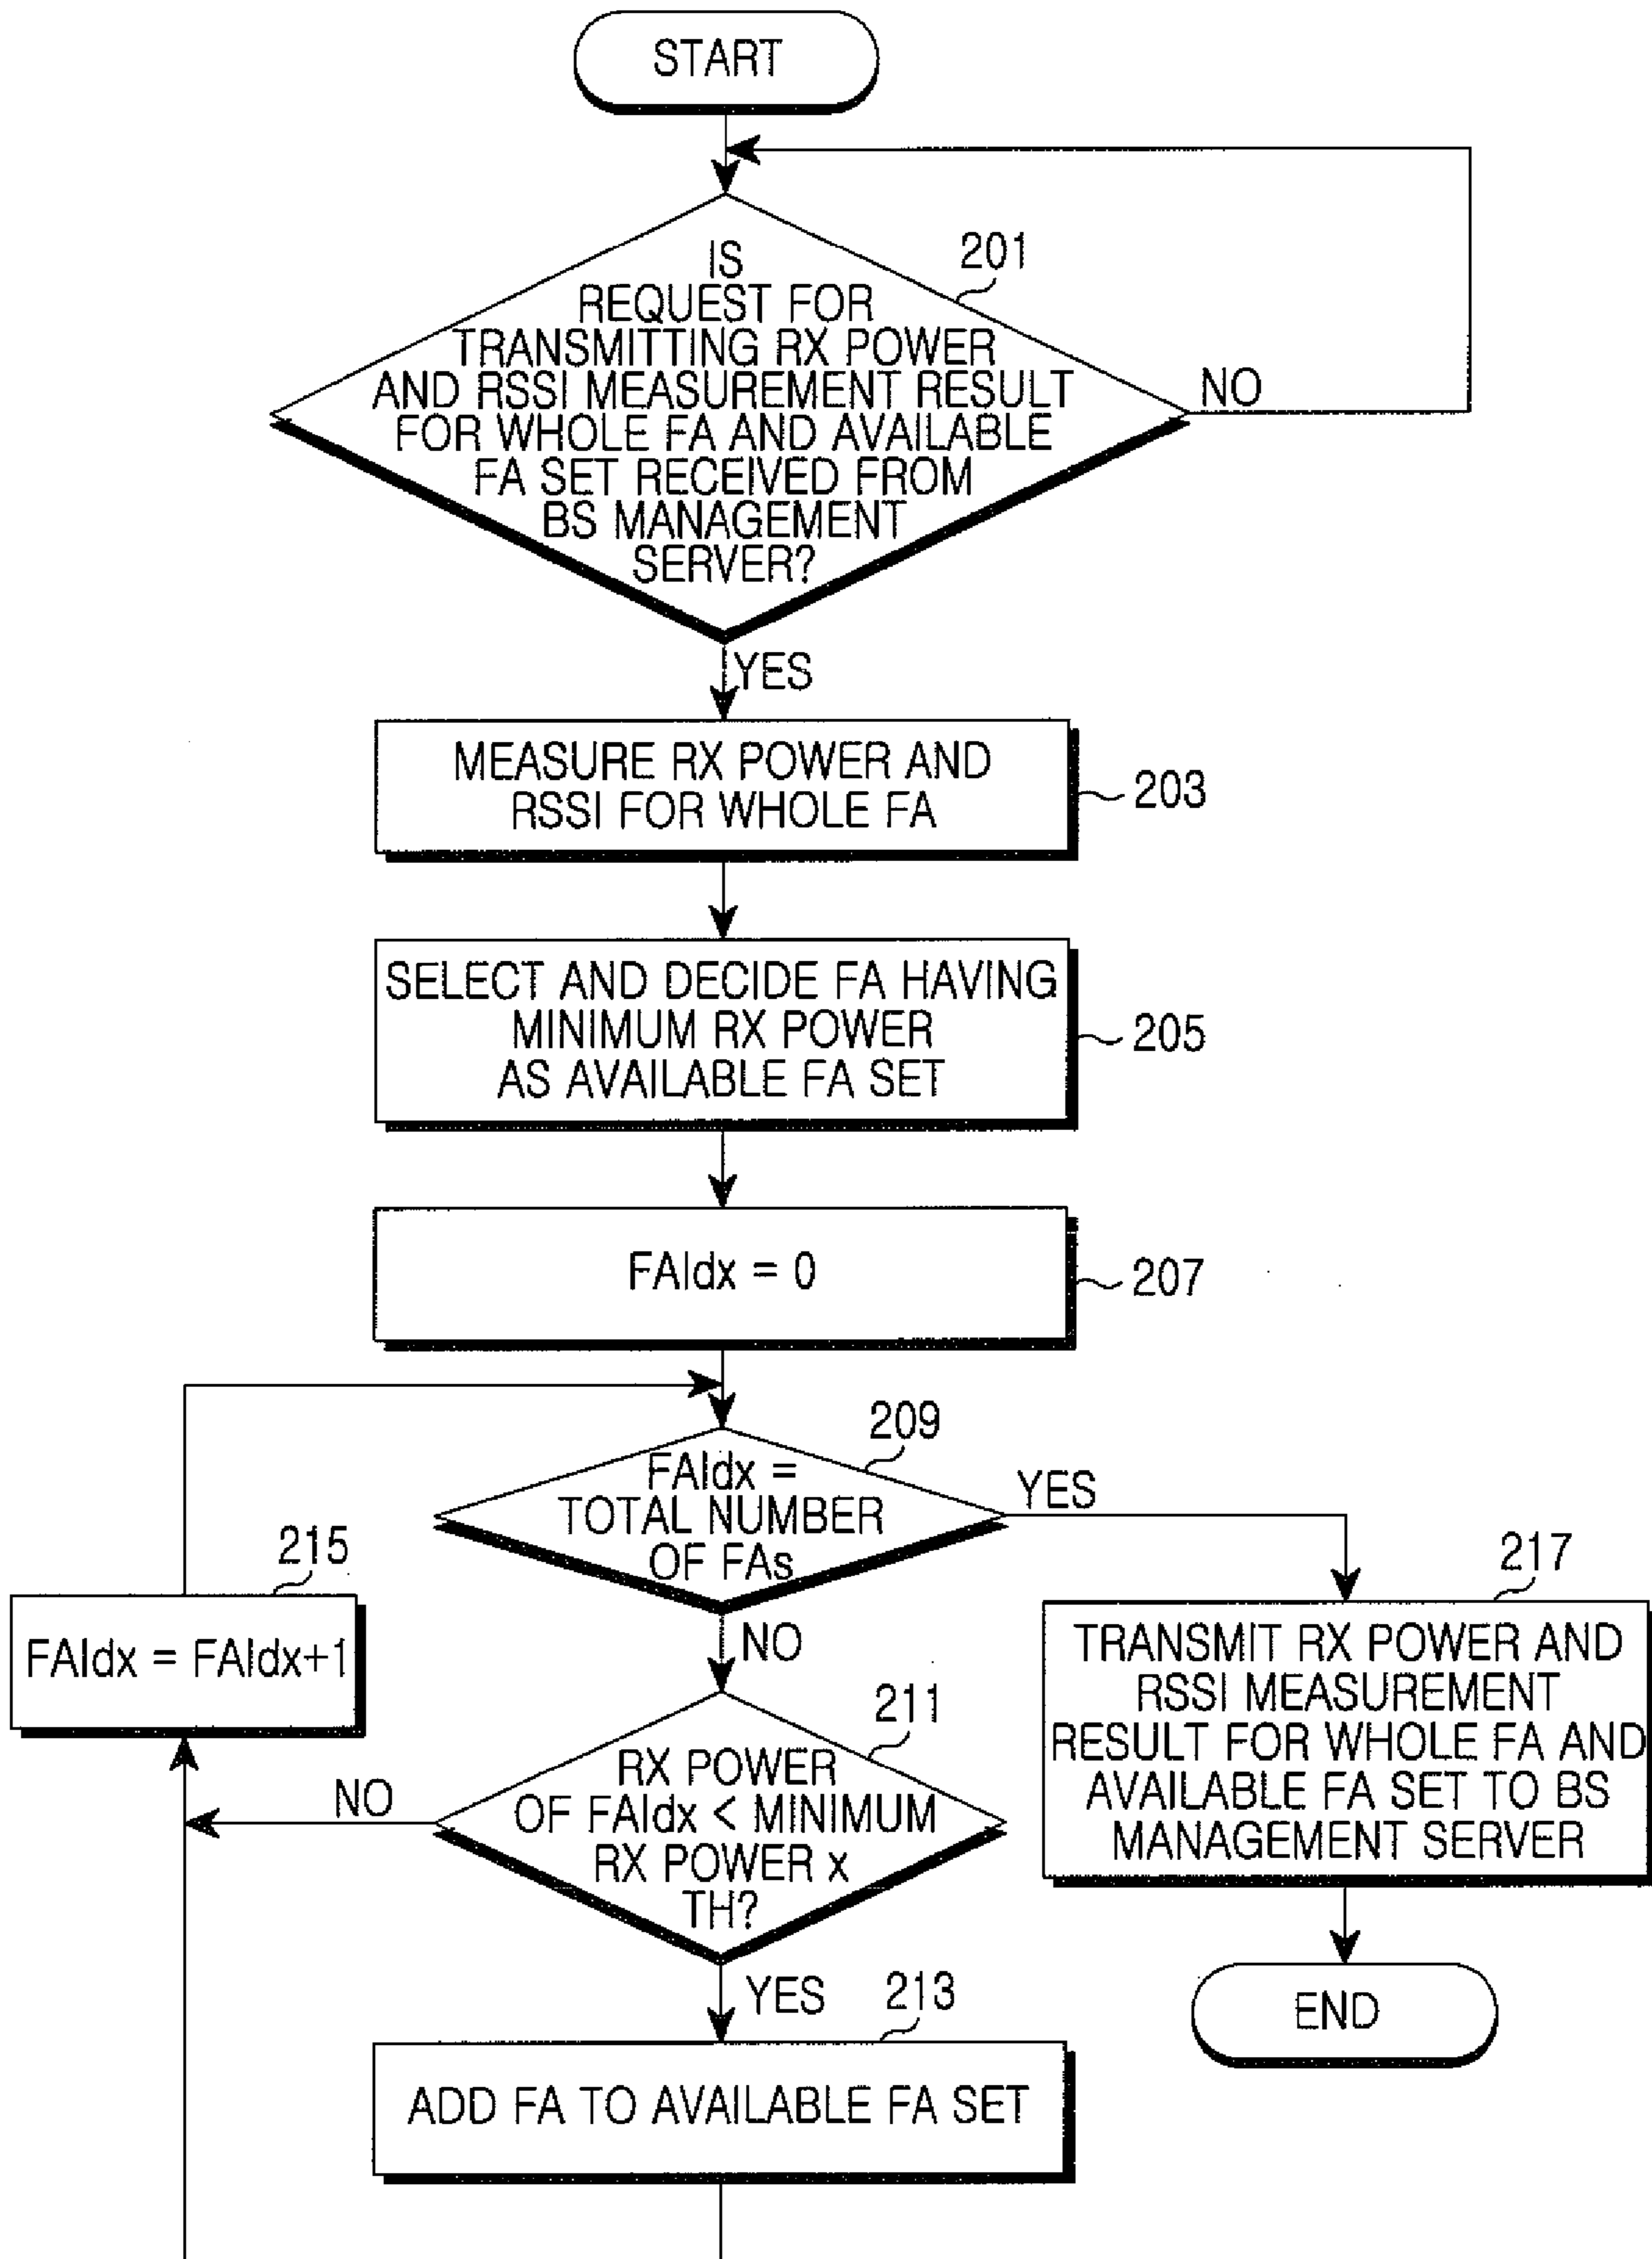 START
IS
REQUEST FOR
TRANSMITTING RX POWER
AND RSSI MEASUREMENT RESULT
FOR WHOLE FA AND AVAILABLE
FA SET RECEIVED FROM
BS MANAGEMENT
SERVER?
201
NO
YES
MEASURE RX POWER AND
RSSI FOR WHOLE FA
203
SELECT AND DECIDE FA HAVING
MINIMUM RX POWER
AS AVAILABLE FA SET
205
FAIdx = 0
207
209
FAIdx =
TOTAL NUMBER
OF FAs
YES
NO
215
FAIdx = FAIdx+1
217
TRANSMIT RX POWER AND
RSSI MEASUREMENT
RESULT FOR WHOLE FA AND
AVAILABLE FA SET TO BS
MANAGEMENT SERVER
211
RX POWER
OF FAIdx < MINIMUM
RX POWER x
TH?
NO
YES
213
ADD FA TO AVAILABLE FA SET
END